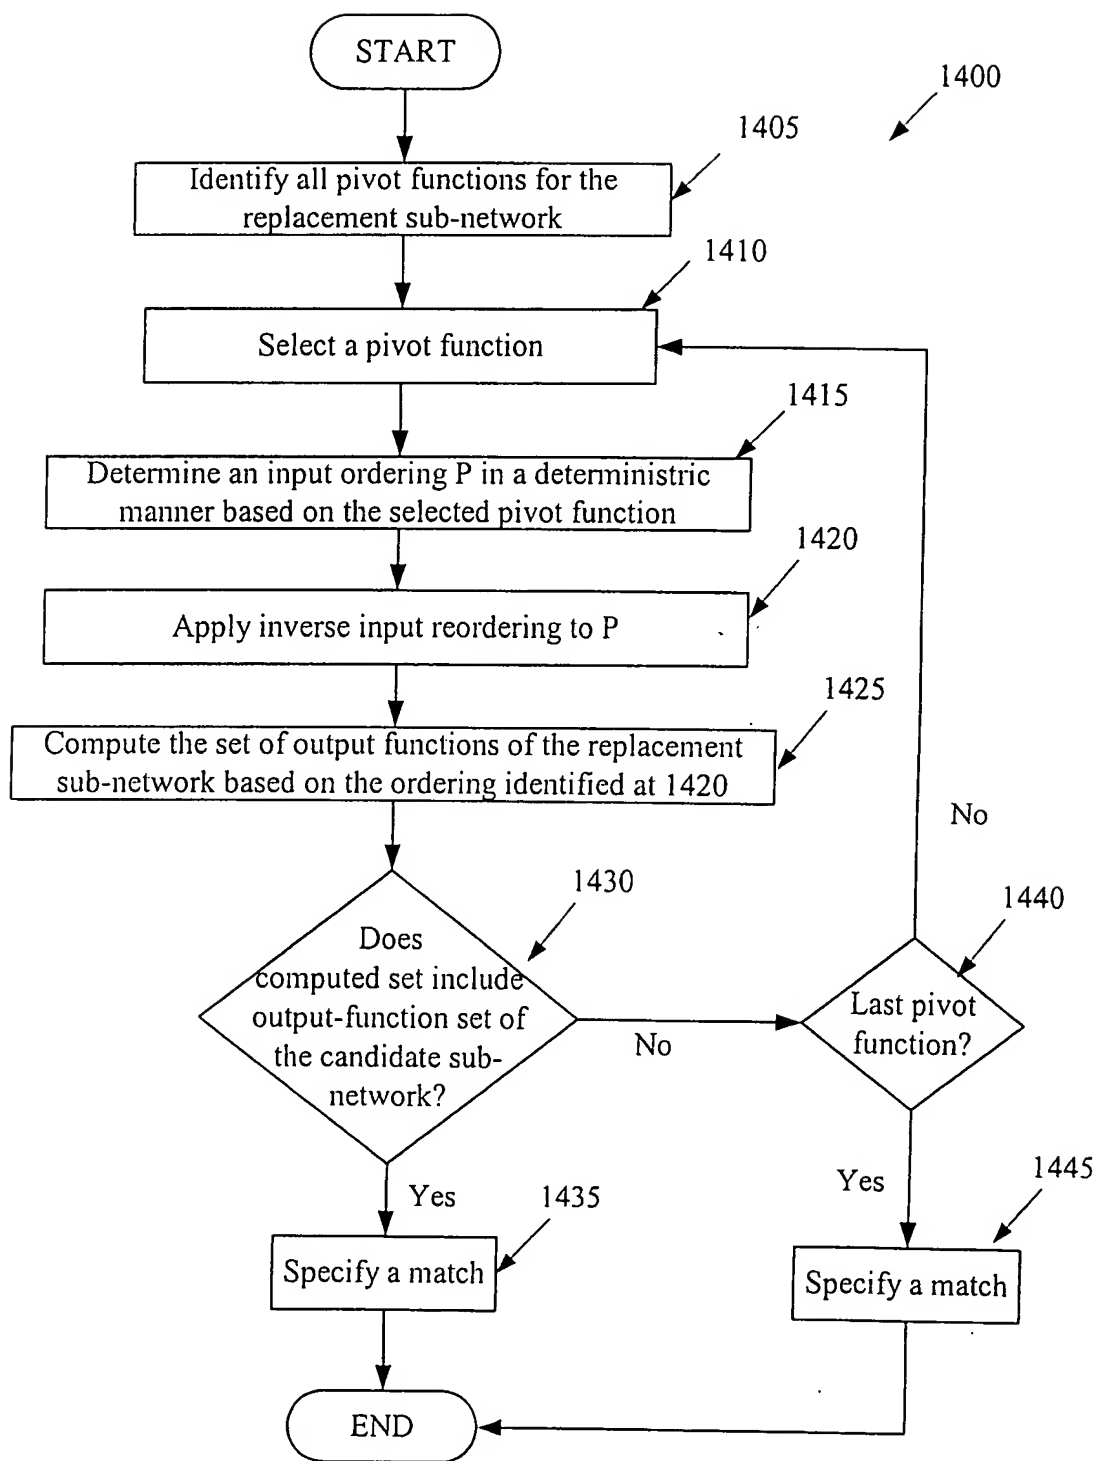 START
1400
1405
Identify all pivot functions for the
replacement sub-network
1410
Select a pivot function
1415
Determine an input ordering P in a deterministric
manner based on the selected pivot function
1420
Apply inverse input reordering to P
1425
Compute the set of output functions of the replacement
sub-network based on the ordering identified at 1420
No
1430
Does
computed set include
output-function set of
the candidate sub-
network?
No
1440
Last pivot
function?
Yes
1435
Specify a match
Yes
1445
Specify a match
END